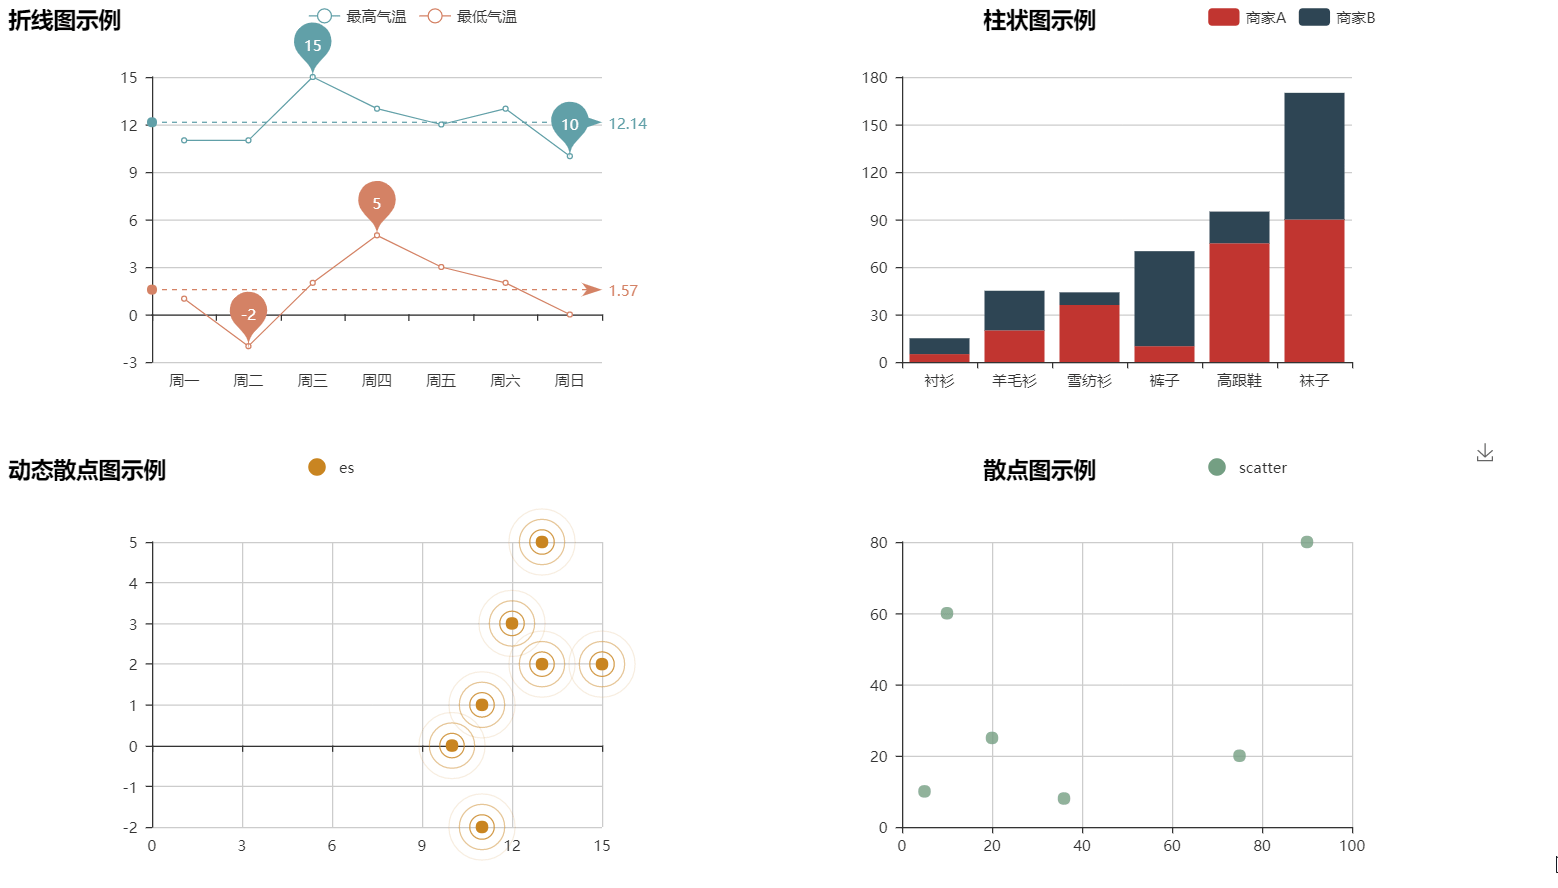 折线图示例
最高气温
最低气温
15
15
12
9
6
3
0
-3
10
12.14
5
-2
1.57
周一
周二
周三
周四
周五
周六
周日
柱状图示例
商家A
商家B
180
150
120
90
60
30
0
衬衫
羊毛衫
雪纺衫
裤子
高跟鞋
袜子
动态散点图示例
es
5
4
3
2
1
0
-1
-2
0
3
6
9
12
15
散点图示例
scatter
80
60
40
20
0
0
20
40
60
80
100